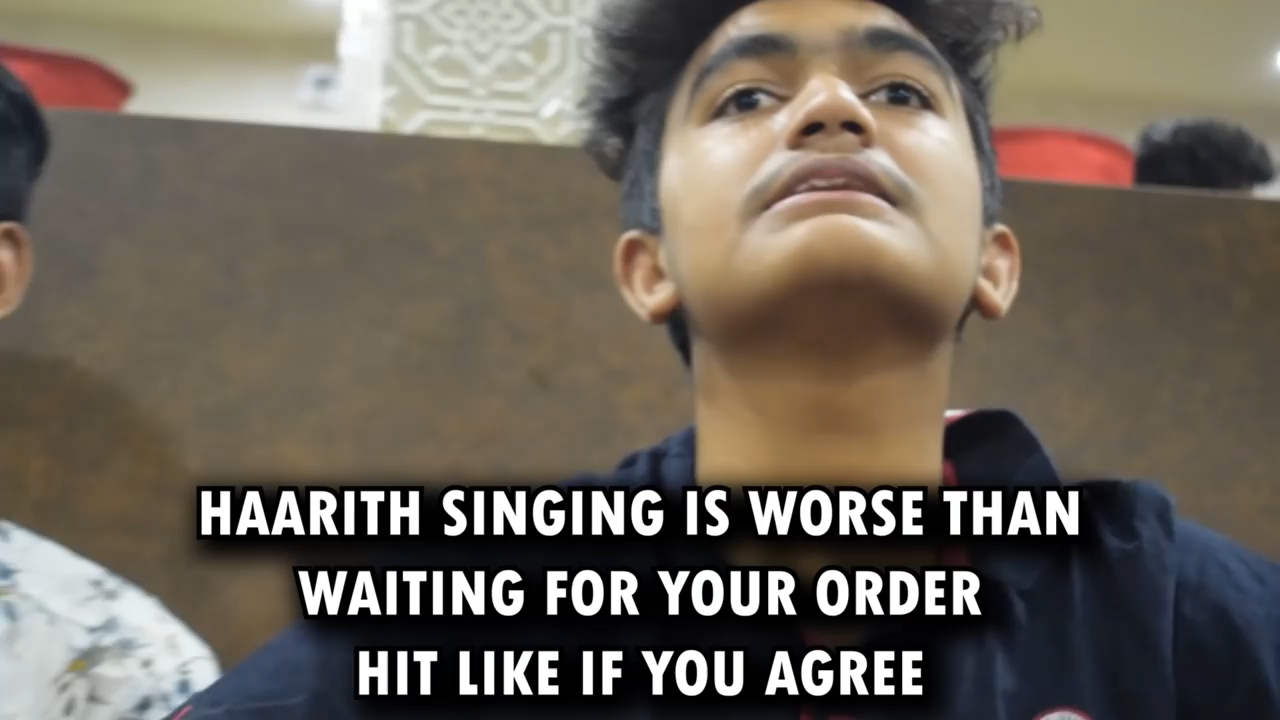 HAARITH SINGING IS WORSE THAN
WAITING FOR YOUR ORDER
HIT LIKE IF YOU AGREE